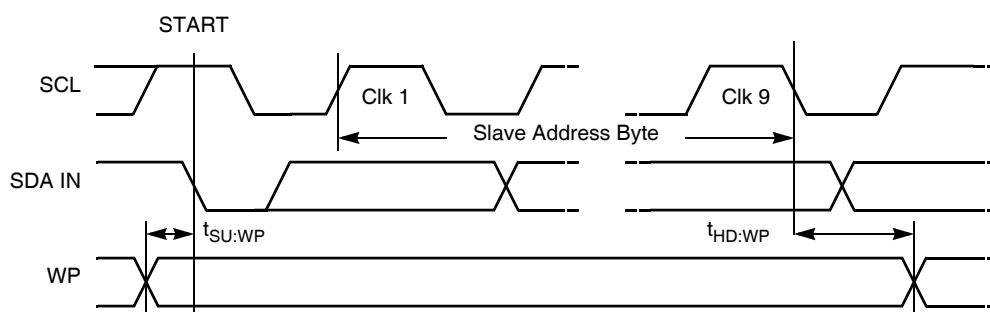 START
SCL
Clk 1
Clk 9
Slave Address Byte
SDA IN
tSU:WP
tHD:WP
WP